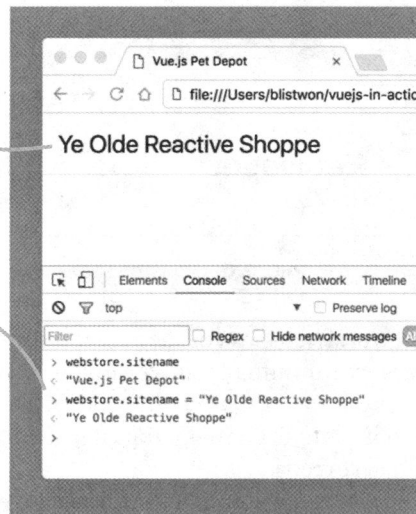 Vue.js Pet Depot ×
file:///Users/blistwon/vuejs-in-actio
Ye Olde Reactive Shoppe
Elements Console Sources Network Timeline
top Preserve log
Filter Regex Hide network messages All
> webstore.sitename
< "Vue.js Pet Depot"
> webstore.sitename = "Ye Olde Reactive Shoppe"
< "Ye Olde Reactive Shoppe"
>